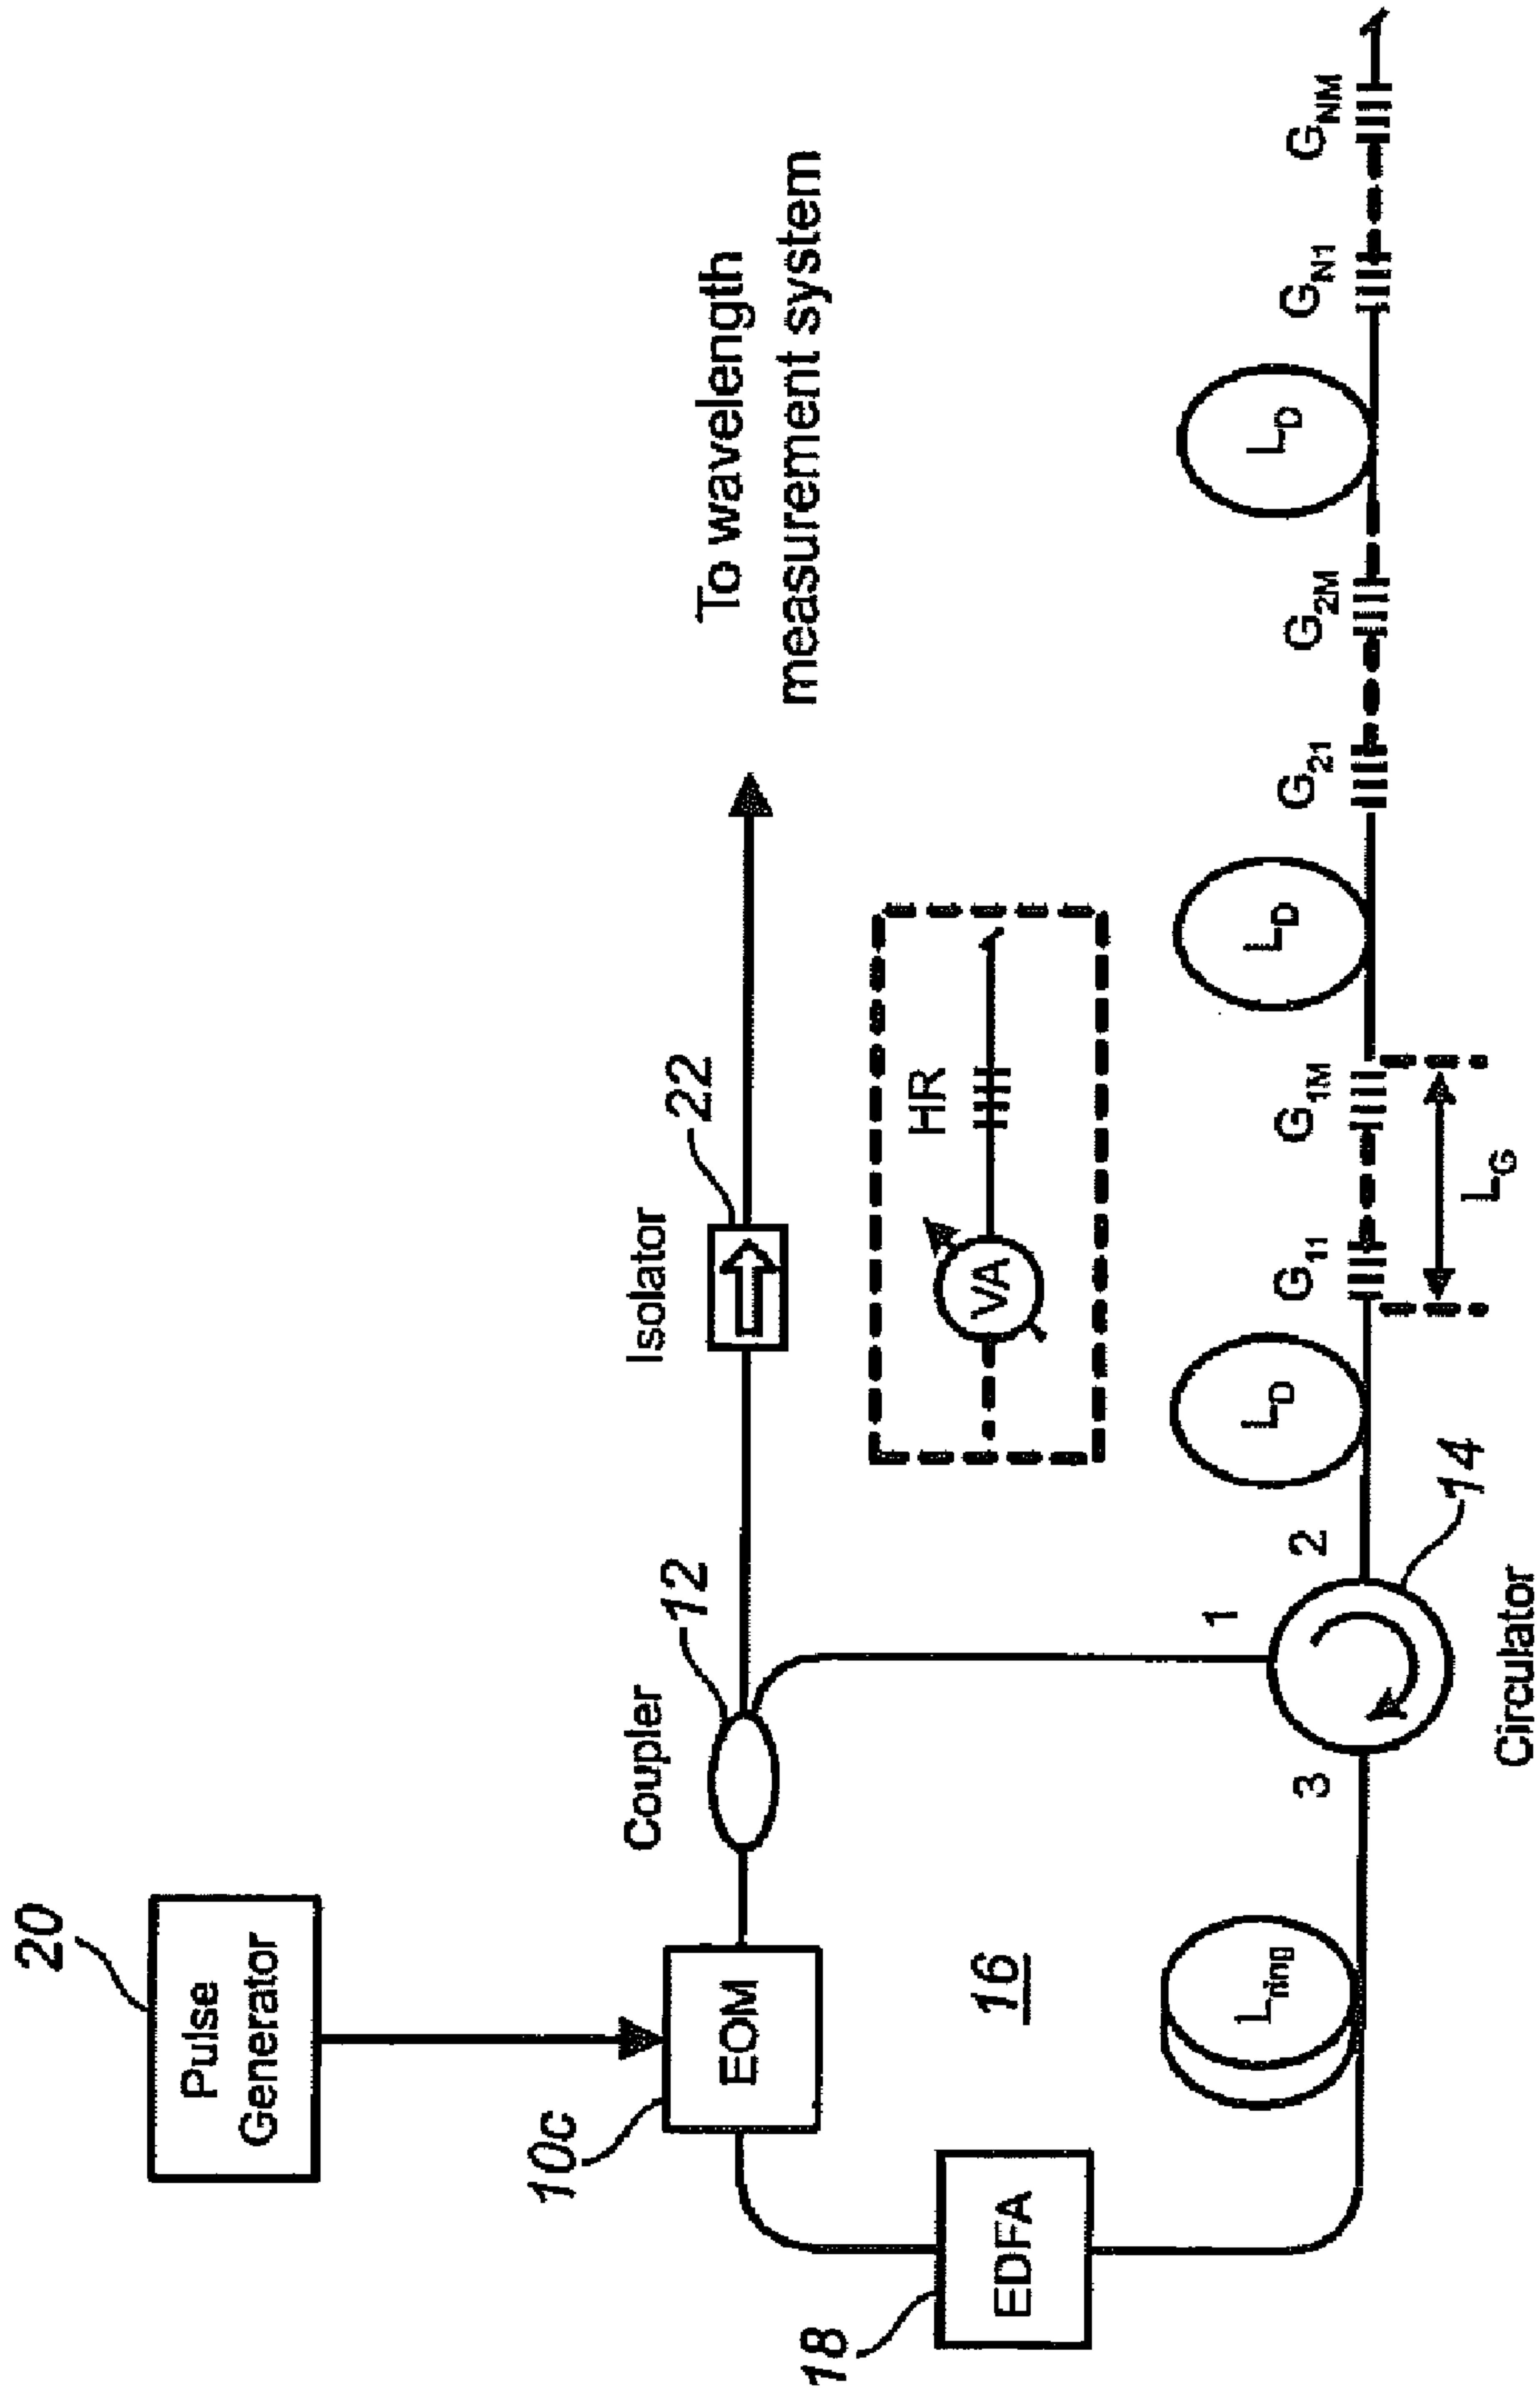 20
Pulse
Generator
10c
EOM
Coupler
12
Isolator
22
To wavelength
measurement system
18
EDFA
16
HR
VA
L_ring
L_D
L_D
L_D
3
1
2
14
Circulator
G_11
G_1M
G_21
G_2M
G_N1
G_NM
L_G